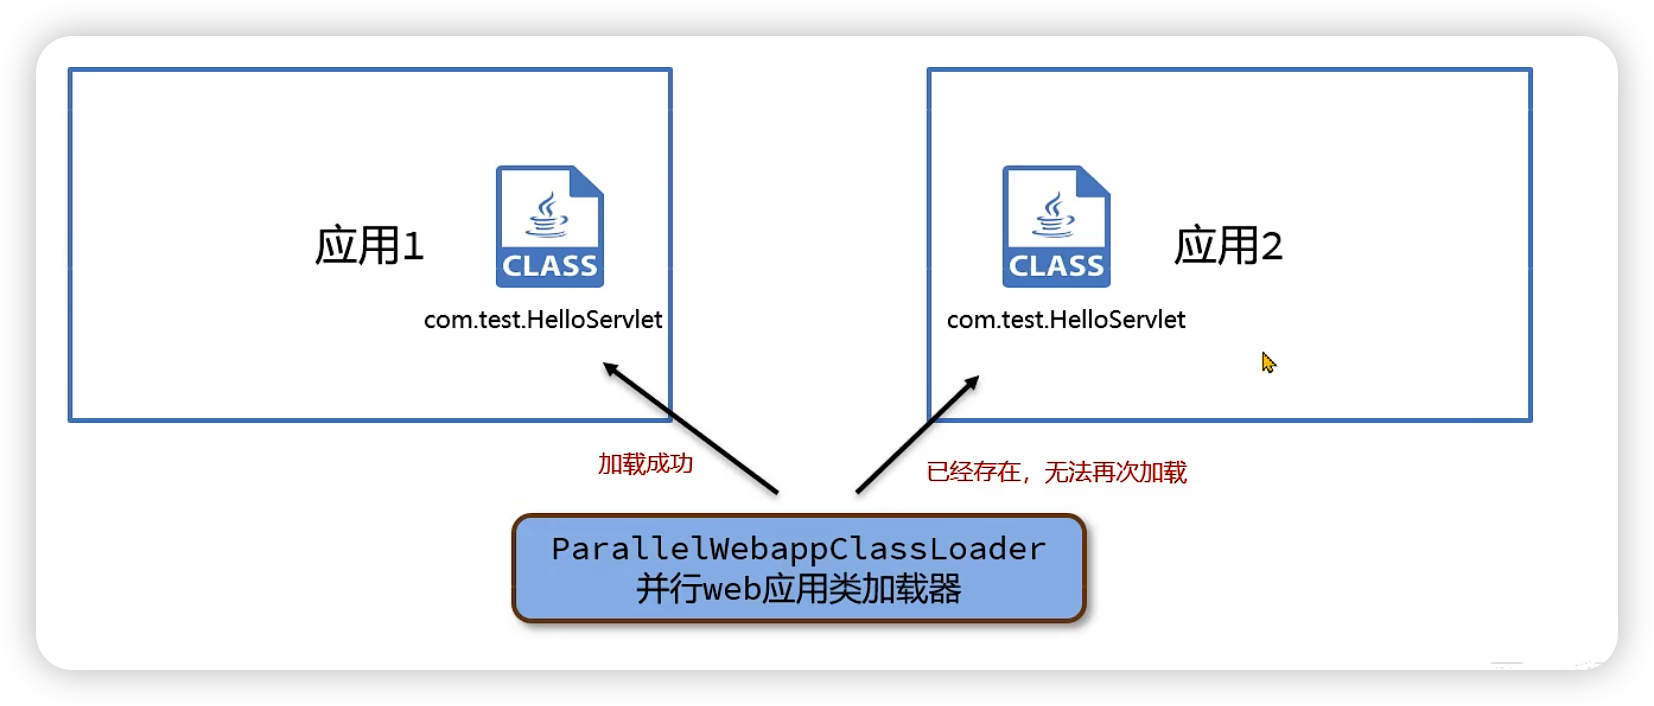 应用1
CLASS
com.test.HelloServlet
CLASS
应用2
com.test.HelloServlet
加载成功
已经存在，无法再次加载
ParallelWebappClassLoader
并行web应用类加载器